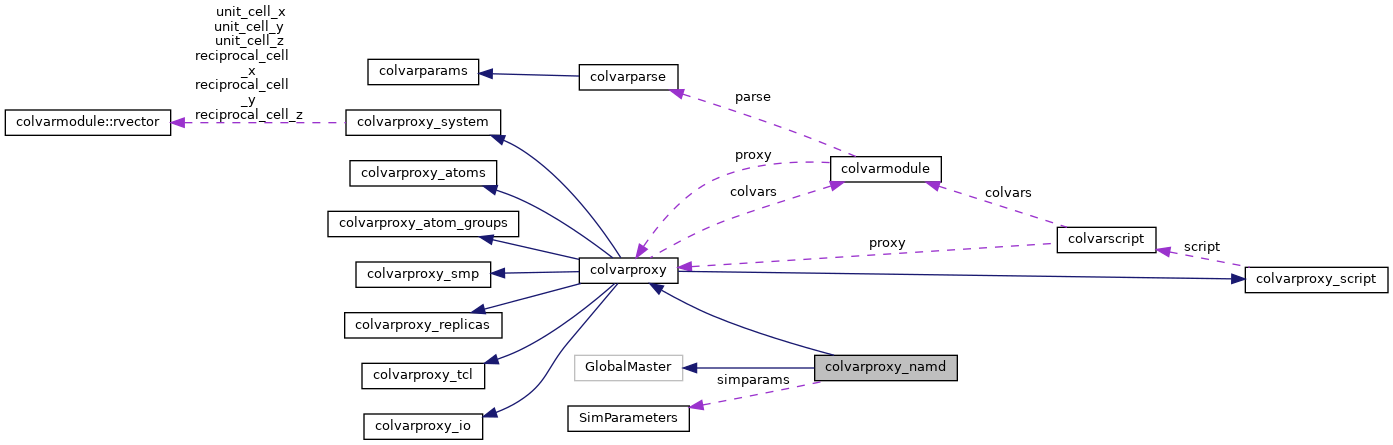 unit_cell_x
unit_cell_y
unit_cell_z
reciprocal_cell
_x
reciprocal_cell
_y
reciprocal_cell_z
colvarparams
colvarparse
parse
colvarmodule::rvector
colvarproxy_system
proxy
colvarproxy_atoms
colvarmodule
colvars
colvars
colvarproxy_atom_groups
colvarscript
proxy
script
colvarproxy_smp
colvarproxy
colvarproxy_script
colvarproxy_replicas
GlobalMaster
colvarproxy_namd
colvarproxy_tcl
simparams
SimParameters
colvarproxy_io